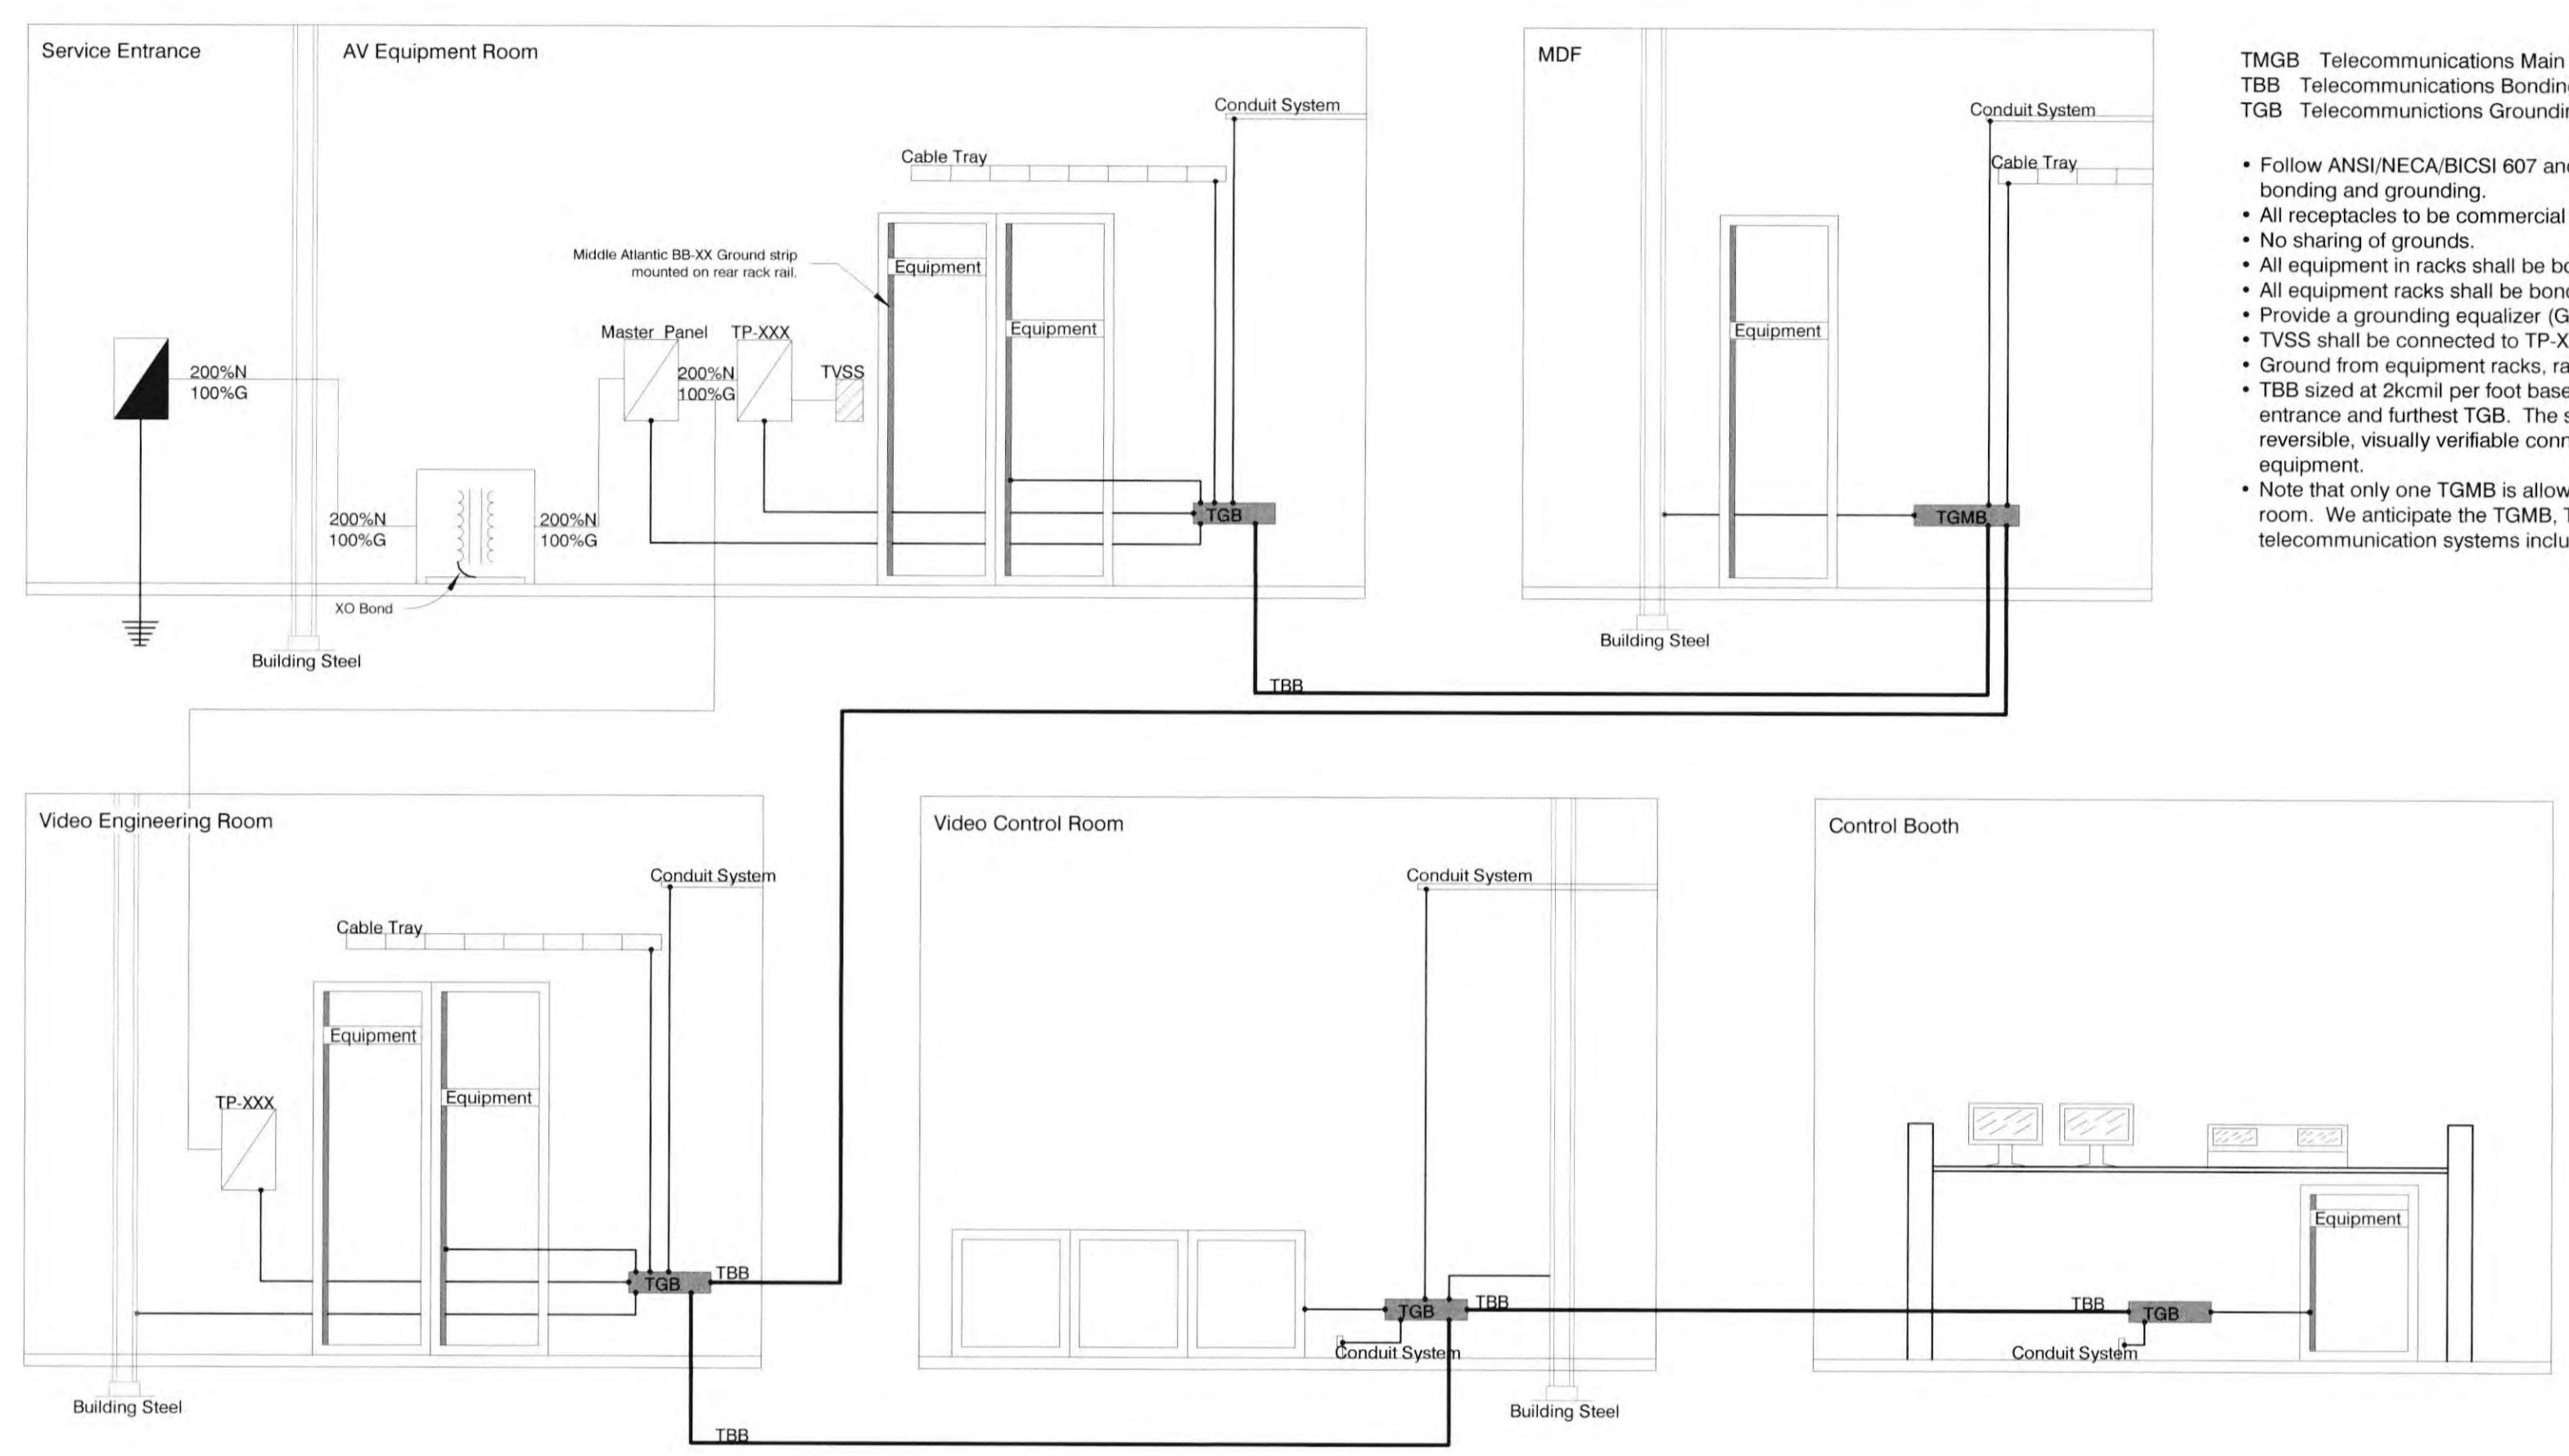 Service Entrance
AV Equipment Room
Conduit System
Cable Tray
Middle Atlantic BB-XX Ground strip
mounted on rear rack rail.
Equipment
Equipment
Master Panel
TP-XXX
TVSS
200%N
100%G
200%N
100%G
200%N
100%G
200%N
100%G
TGB
XO Bond
Building Steel
TBB
MDF
Conduit System
Cable Tray
Equipment
TGMB
Building Steel
TMGB Telecommunications Main
TBB Telecommunications Bonding
TGB Telecommunictions Groundin
• Follow ANSI/NECA/BICSI 607 and
bonding and grounding.
• All receptacles to be commercial
• No sharing of grounds.
• All equipment in racks shall be bo
• All equipment racks shall be bond
• Provide a grounding equalizer (G
• TVSS shall be connected to TP-X
• Ground from equipment racks, ra
• TBB sized at 2kcmil per foot base
entrance and furthest TGB. The s
reversible, visually verifiable conn
equipment.
• Note that only one TGMB is allow
room. We anticipate the TGMB, T
telecommunication systems inclu
Video Engineering Room
Conduit System
Cable Tray
Equipment
Equipment
TP-XXX
TGB
TBB
Building Steel
TBB
Video Control Room
Conduit System
TGB
TBB
Conduit System
Building Steel
Control Booth
Equipment
TBB
TGB
Conduit System